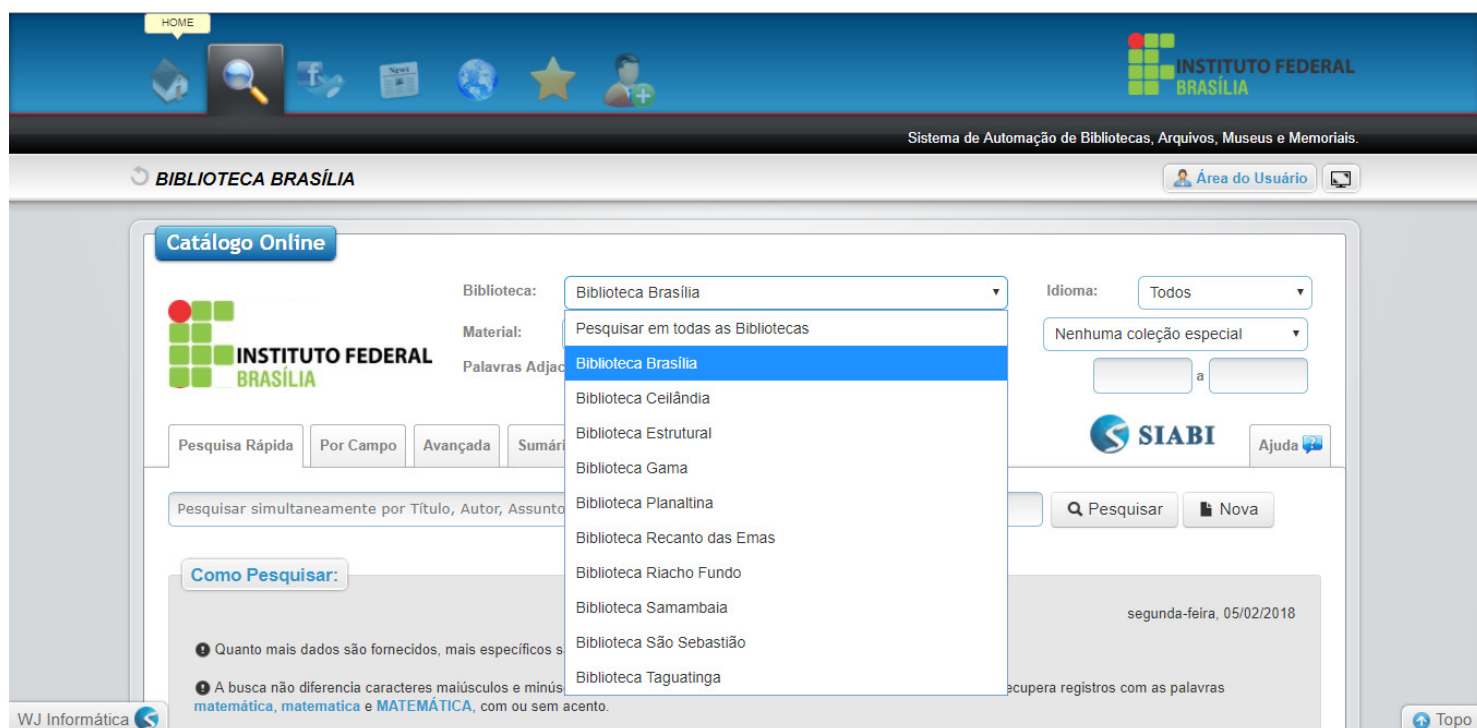 HOME
News
INSTITUTO FEDERAL
BRASÍLIA
Sistema de Automação de Bibliotecas, Arquivos, Museus e Memoriais.
BIBLIOTECA BRASÍLIA
Área do Usuário
Catálogo Online
INSTITUTO FEDERAL
BRASÍLIA
Biblioteca: Biblioteca Brasília
Idioma: Todos
Material:
Nenhuma coleção especial
Palavras Adjac
a
Pesquisar em todas as Bibliotecas
Biblioteca Brasília
Biblioteca Ceilândia
Biblioteca Estrutural
Biblioteca Gama
Biblioteca Planaltina
Biblioteca Recanto das Emas
Biblioteca Riacho Fundo
Biblioteca Samambaia
Biblioteca São Sebastião
Biblioteca Taguatinga
Pesquisa Rápida Por Campo Avançada Sumári
SIABI
Ajuda
Pesquisar simultaneamente por Título, Autor, Assunto
Pesquisar Nova
Como Pesquisar:
segunda-feira, 05/02/2018
Quanto mais dados são fornecidos, mais específicos s
A busca não diferencia caracteres maiúsculos e minús ecupera registros com as palavras
matemática, matematica e MATEMÁTICA, com ou sem acento.
WJ Informática
Topo